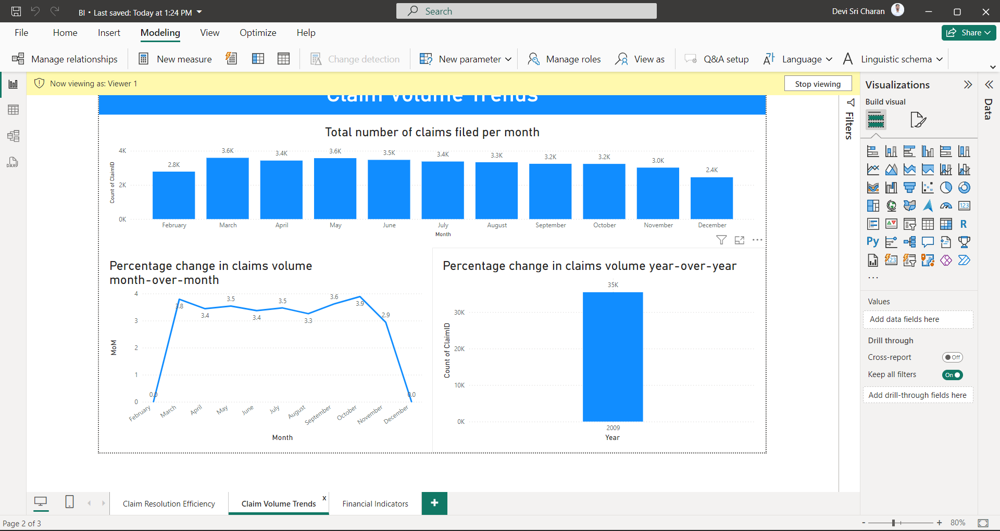 BI • Last saved: Today at 1:24 PM
Search
Devi Sri Charan
File Home Insert Modeling View Optimize Help
Share
Manage relationships New measure Change detection New parameter Manage roles View as Q&A setup Language Linguistic schema
Now viewing as: Viewer 1
Stop viewing
Claim Volume Trends
Total number of claims filed per month
4K
2K
0K
Count of ClaimID
2.8K 3.6K 3.4K 3.6K 3.5K 3.4K 3.3K 3.2K 3.2K 3.0K 2.4K
February March April May June July August September October November December
Month
Percentage change in claims volume
month-over-month
4
3
2
1
0
MoM
0.0 3.8 3.4 3.5 3.4 3.5 3.3 3.6 3.9 2.9 0.0
February March April May June July August September October November December
Month
Percentage change in claims volume year-over-year
35K
30K
20K
10K
0K
Count of ClaimID
2009
Year
Filters
Visualizations
Build visual
123
R
Py
123
...
Values
Add data fields here
Drill through
Cross-report Off
Keep all filters On
Add drill-through fields here
Data
DAX
Claim Resolution Efficiency Claim Volume Trends x Financial Indicators +
Page 2 of 3
- + 80%